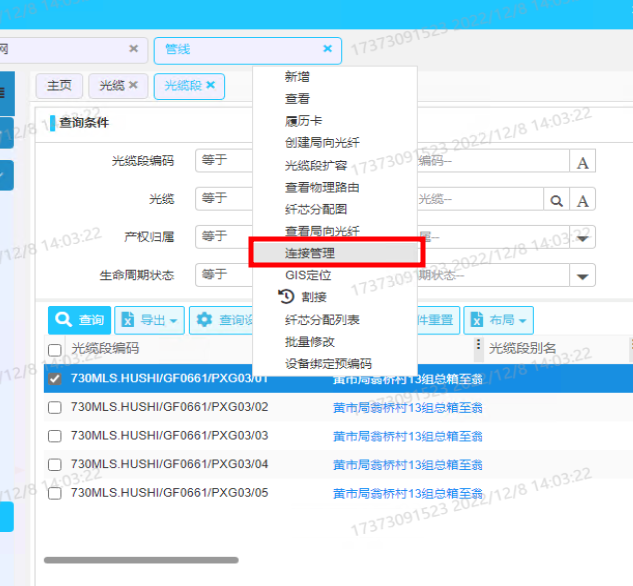 网
管线
主页
光缆
光缆段
查询条件
光缆段编码
等于
编码--
A
光缆
等于
光缆--
A
产权归属
等于
属--
生命周期状态
等于
期状态--
新增
查看
履历卡
创建局向光纤
光缆段扩容
查看物理路由
纤芯分配图
查看局向光纤
连接管理
GIS定位
割接
纤芯分配列表
批量修改
设备绑定预编码
查询
导出
查询设
件重置
布局
光缆段编码
光缆段别名
730MLS.HUSHI/GF0661/PXG03/01
黄市局翁桥村13组总箱至翁
730MLS.HUSHI/GF0661/PXG03/02
黄市局翁桥村13组总箱至翁
730MLS.HUSHI/GF0661/PXG03/03
黄市局翁桥村13组总箱至翁
730MLS.HUSHI/GF0661/PXG03/04
黄市局翁桥村13组总箱至翁
730MLS.HUSHI/GF0661/PXG03/05
黄市局翁桥村13组总箱至翁
17373091523 2022/12/8 14:03:22
17373091523 2022/12/8 14:03:22
12/8 14:03:22
17373091523 2022/12/8 14:03:22
12/8 14:03:22
17373091523 2022/12/8 14:03:22